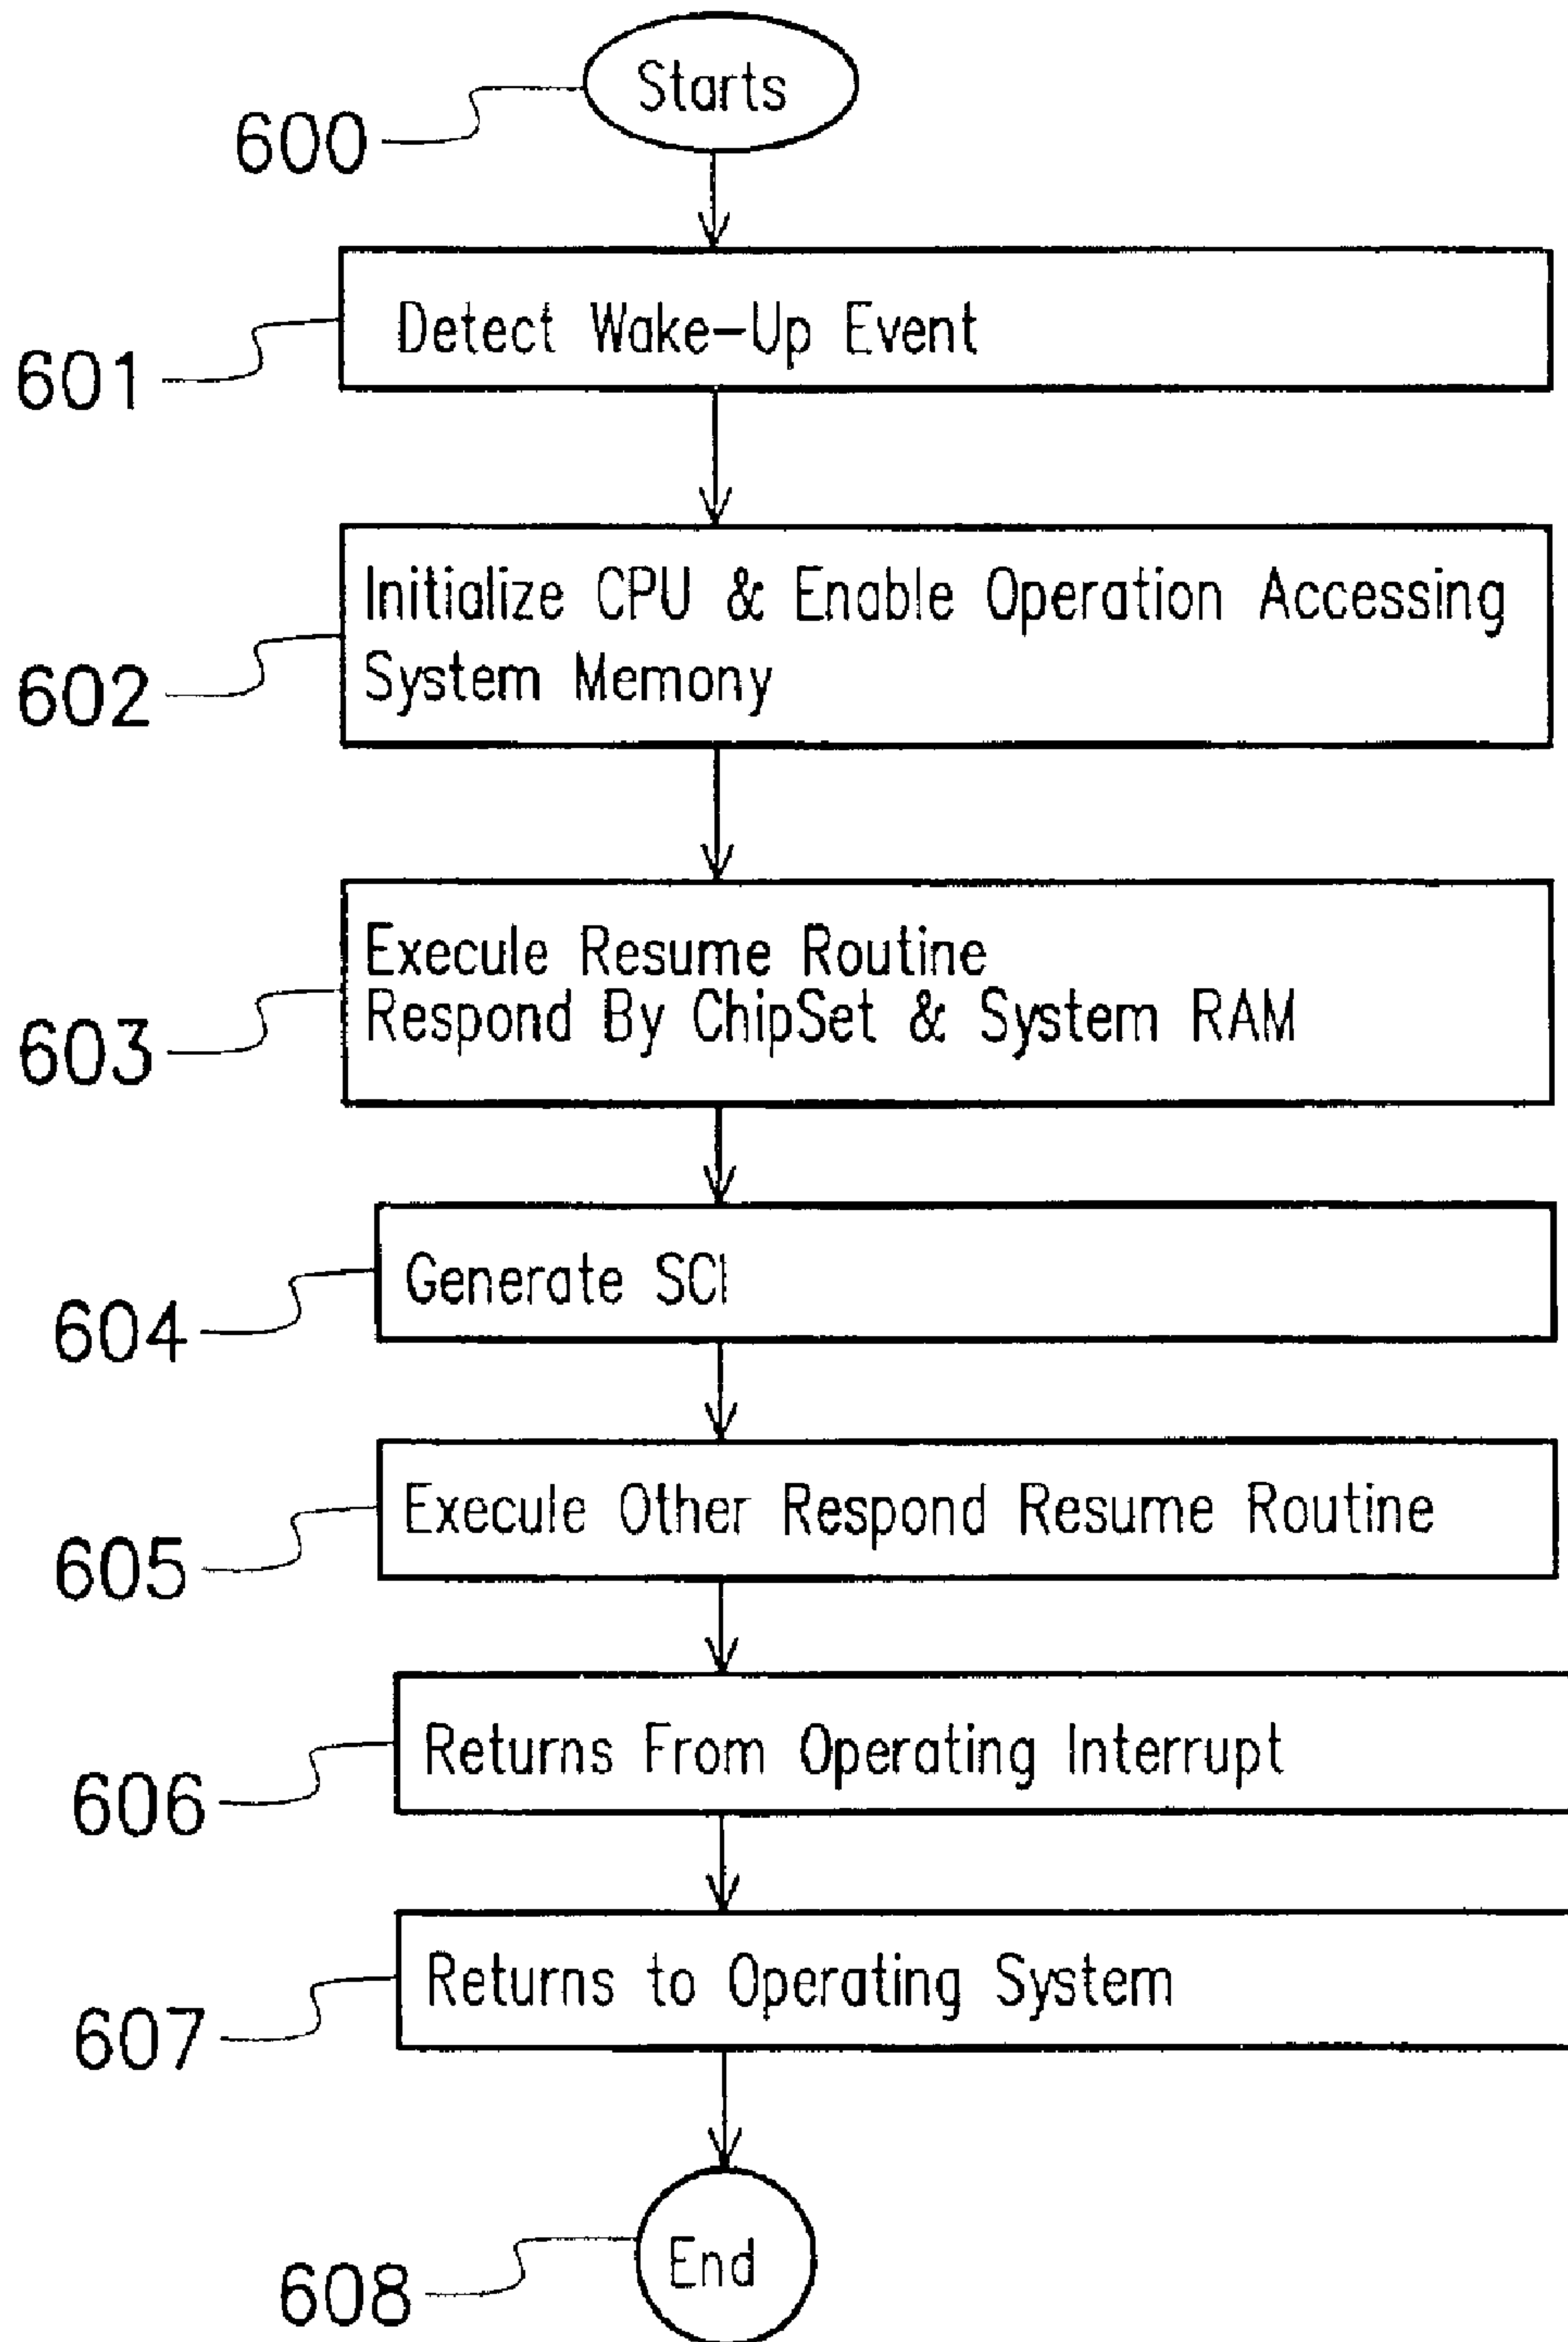 Starts
600
Detect Wake-Up Event
601
Initialize CPU & Enable Operation Accessing
System Memony
602
Execule Resume Routine
Respond By ChipSet & System RAM
603
Generate SCI
604
Execule Other Respond Resume Routine
605
Returns From Operating Interrupt
606
Returns to Operating System
607
End
608